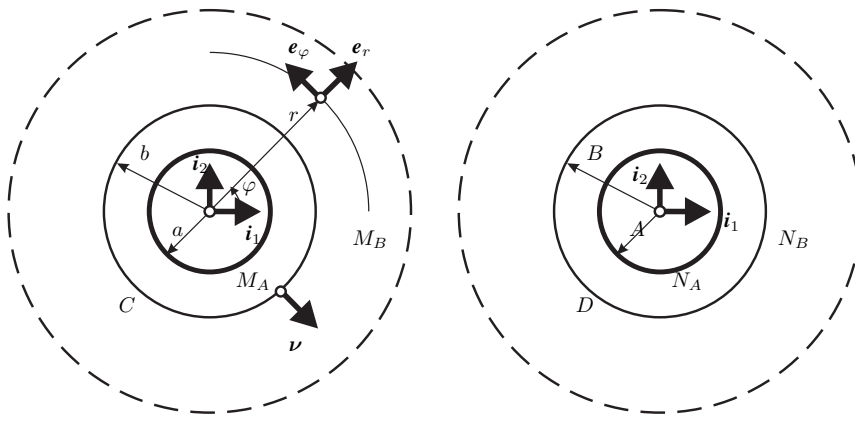 e_φ
e_r
r
b
i_2
φ
a
i_1
M_B
M_A
C
ν
B
i_2
A
i_1
N_B
N_A
D